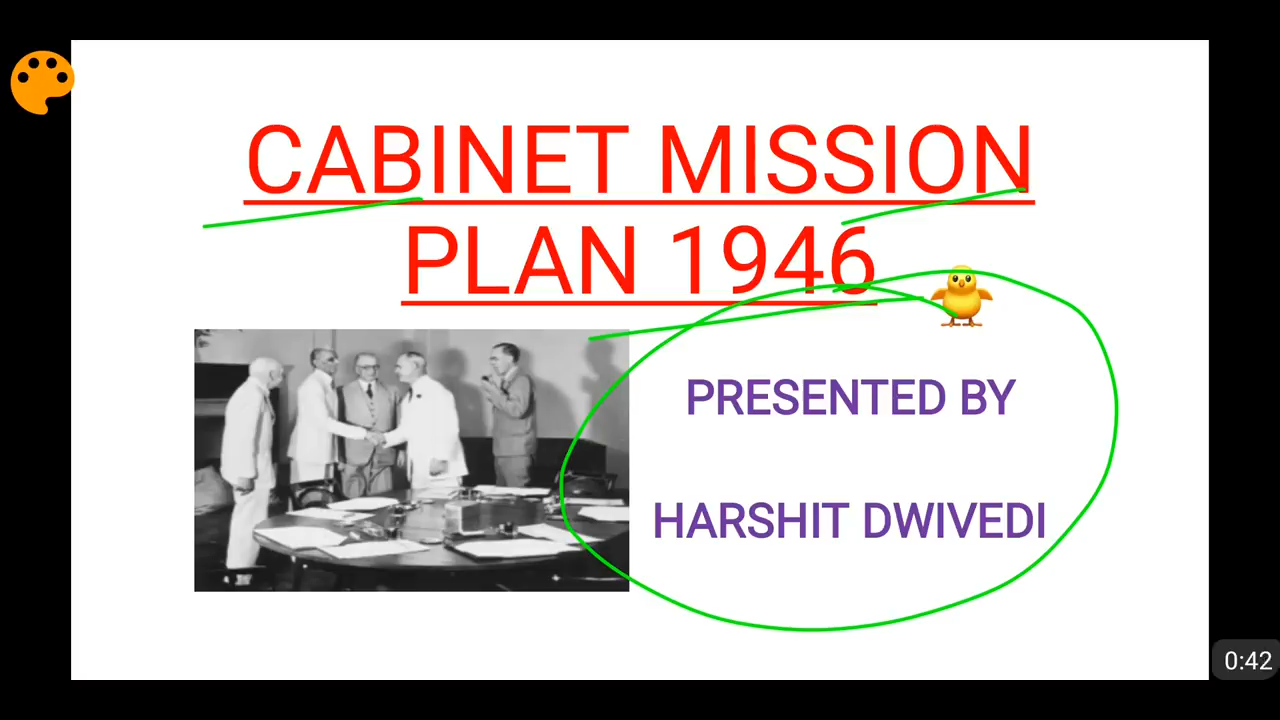 CABINET MISSION
PLAN 1946
PRESENTED BY
HARSHIT DWIVEDI
0:42